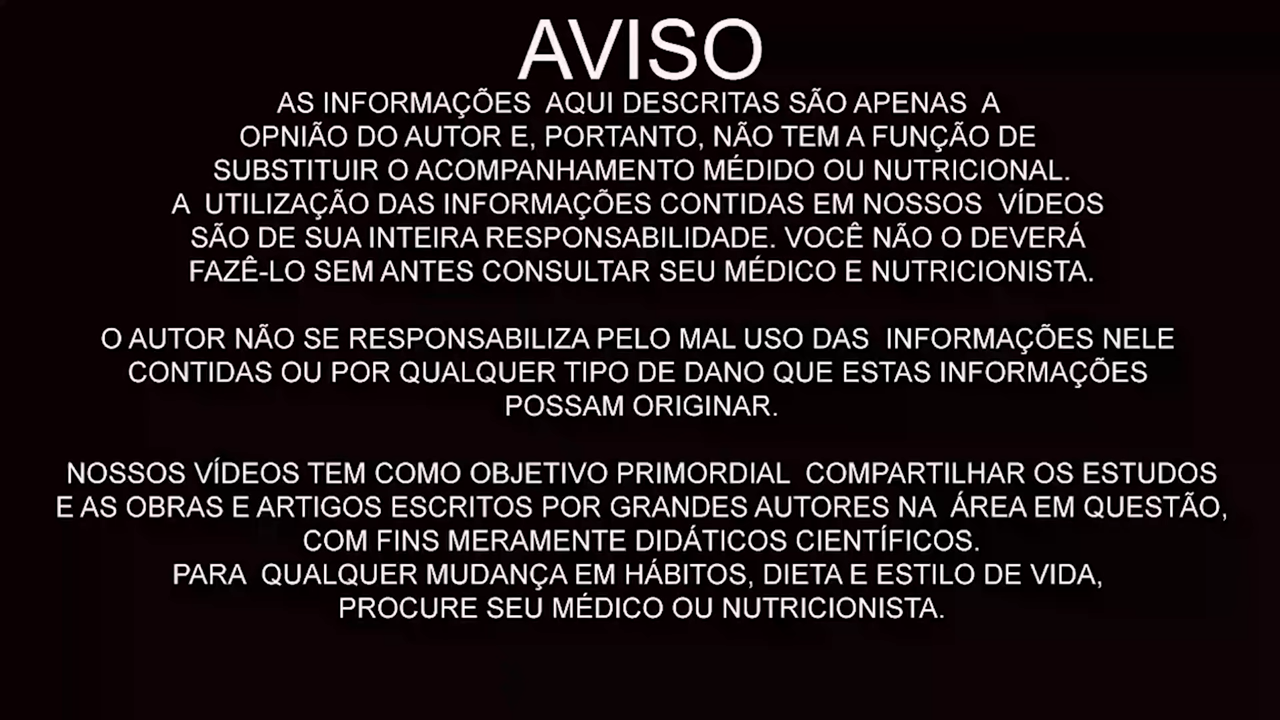 AVISO
AS INFORMAÇÕES AQUI DESCRITAS SÃO APENAS A
OPNIÃO DO AUTOR E, PORTANTO, NÃO TEM A FUNÇÃO DE
SUBSTITUIR O ACOMPANHAMENTO MÉDIDO OU NUTRICIONAL.
A UTILIZAÇÃO DAS INFORMAÇÕES CONTIDAS EM NOSSOS VÍDEOS
SÃO DE SUA INTEIRA RESPONSABILIDADE. VOCÊ NÃO O DEVERÁ
FAZÊ-LO SEM ANTES CONSULTAR SEU MÉDICO E NUTRICIONISTA.
O AUTOR NÃO SE RESPONSABILIZA PELO MAL USO DAS INFORMAÇÕES NELE
CONTIDAS OU POR QUALQUER TIPO DE DANO QUE ESTAS INFORMAÇÕES
POSSAM ORIGINAR.
NOSSOS VÍDEOS TEM COMO OBJETIVO PRIMORDIAL COMPARTILHAR OS ESTUDOS
E AS OBRAS E ARTIGOS ESCRITOS POR GRANDES AUTORES NA ÁREA EM QUESTÃO,
COM FINS MERAMENTE DIDÁTICOS CIENTÍFICOS.
PARA QUALQUER MUDANÇA EM HÁBITOS, DIETA E ESTILO DE VIDA,
PROCURE SEU MÉDICO OU NUTRICIONISTA.